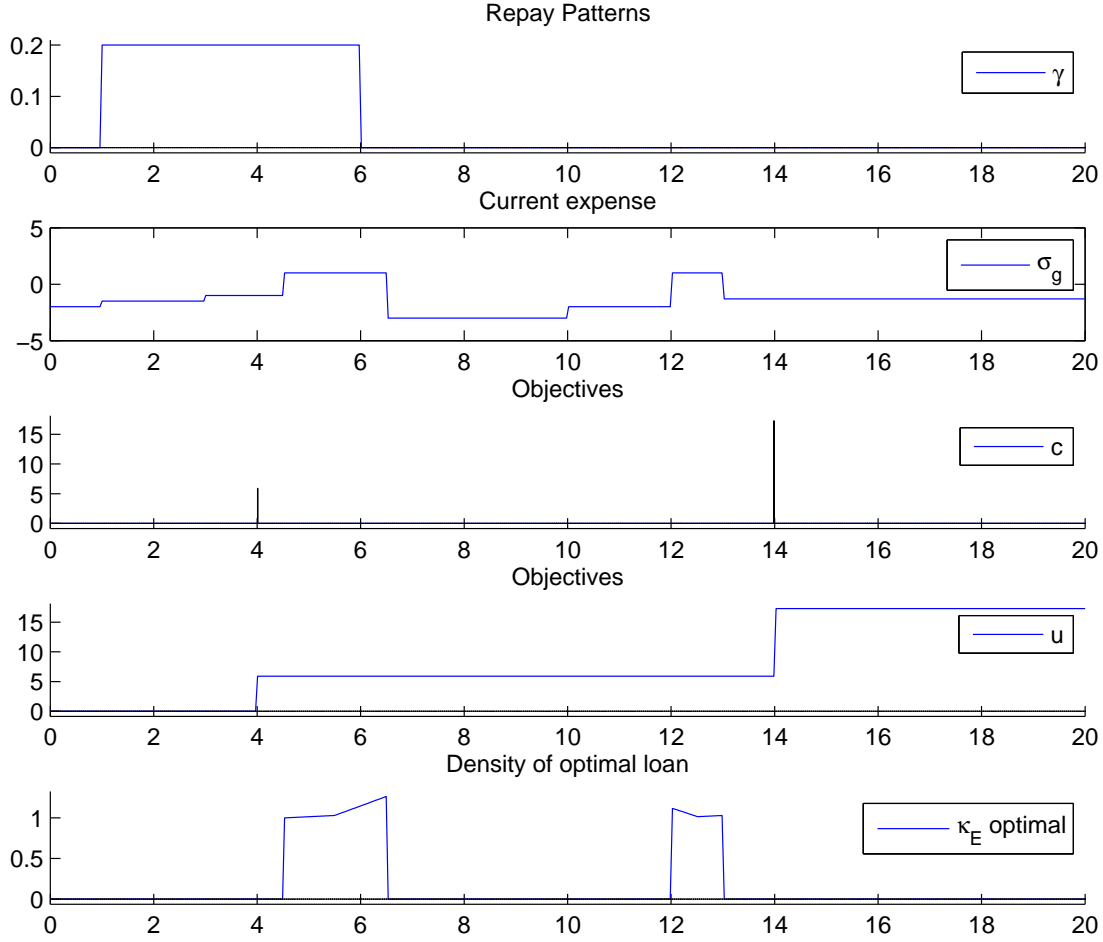 Repay Patterns
0.2
0.1
0
γ
0 2 4 6 8 10 12 14 16 18 20
Current expense
5
0
−5
σg
0 2 4 6 8 10 12 14 16 18 20
Objectives
15
10
5
0
c
0 2 4 6 8 10 12 14 16 18 20
Objectives
15
10
5
0
u
0 2 4 6 8 10 12 14 16 18 20
Density of optimal loan
1
0.5
0
κE optimal
0 2 4 6 8 10 12 14 16 18 20